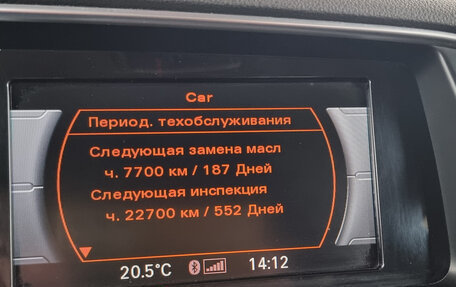 Car
Период. техобслуживания
Следующая замена масл
ч. 7700 км / 187 Дней
Следующая инспекция
ч. 22700 км / 552 Дней
20.5°C 14:12